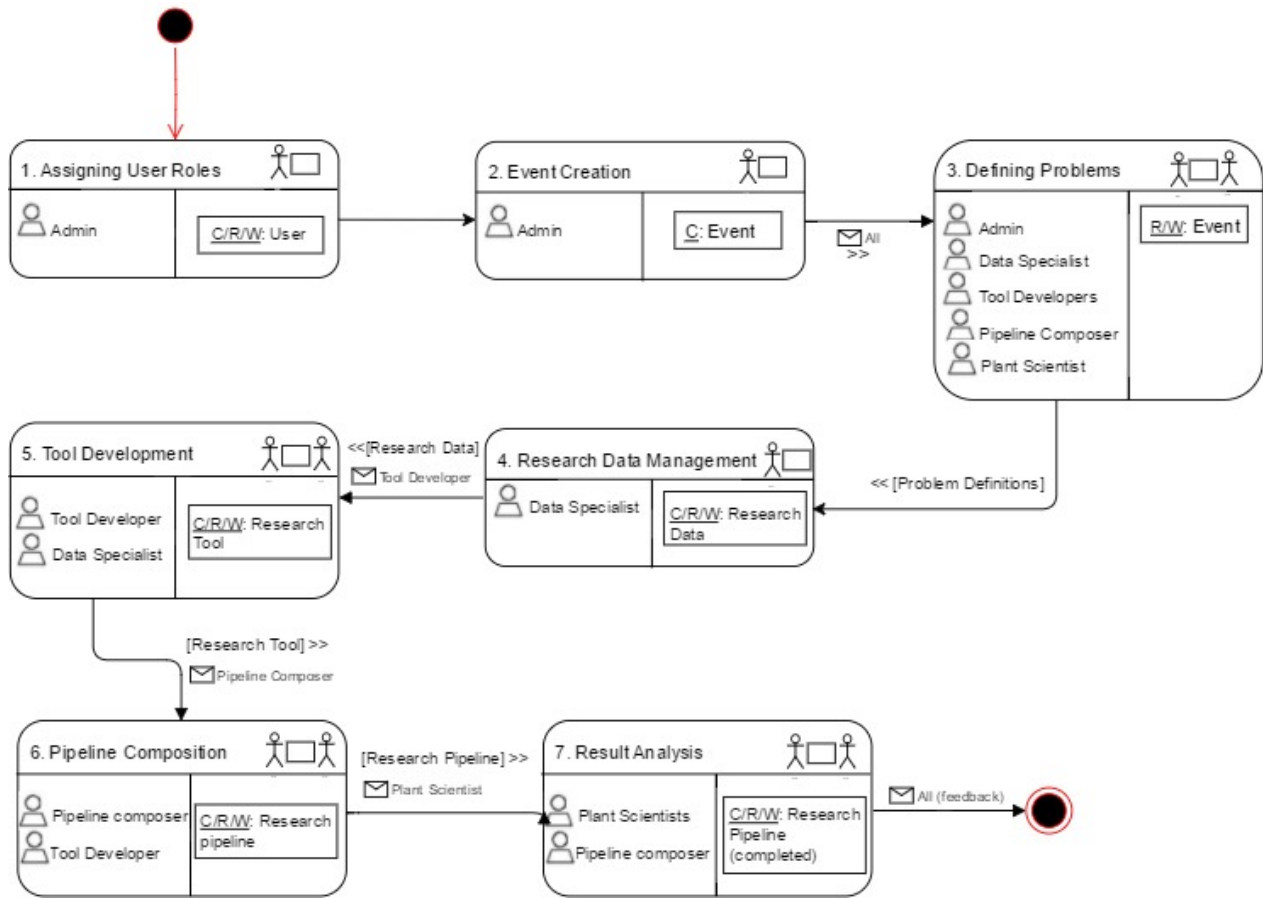 1. Assigning User Roles
Admin
C/R/W: User
2. Event Creation
Admin
C: Event
All
>>
3. Defining Problems
Admin
Data Specialist
Tool Developers
Pipeline Composer
Plant Scientist
R/W: Event
<< [Problem Definitions]
4. Research Data Management
Data Specialist
C/R/W: Research
Data
<<[Research Data]
Tool Developer
5. Tool Development
Tool Developer
Data Specialist
C/R/W: Research
Tool
[Research Tool] >>
Pipeline Composer
6. Pipeline Composition
Pipeline composer
Tool Developer
C/R/W: Research
pipeline
[Research Pipeline] >>
Plant Scientist
7. Result Analysis
Plant Scientists
Pipeline composer
C/R/W: Research
Pipeline
(completed)
All (feedback)